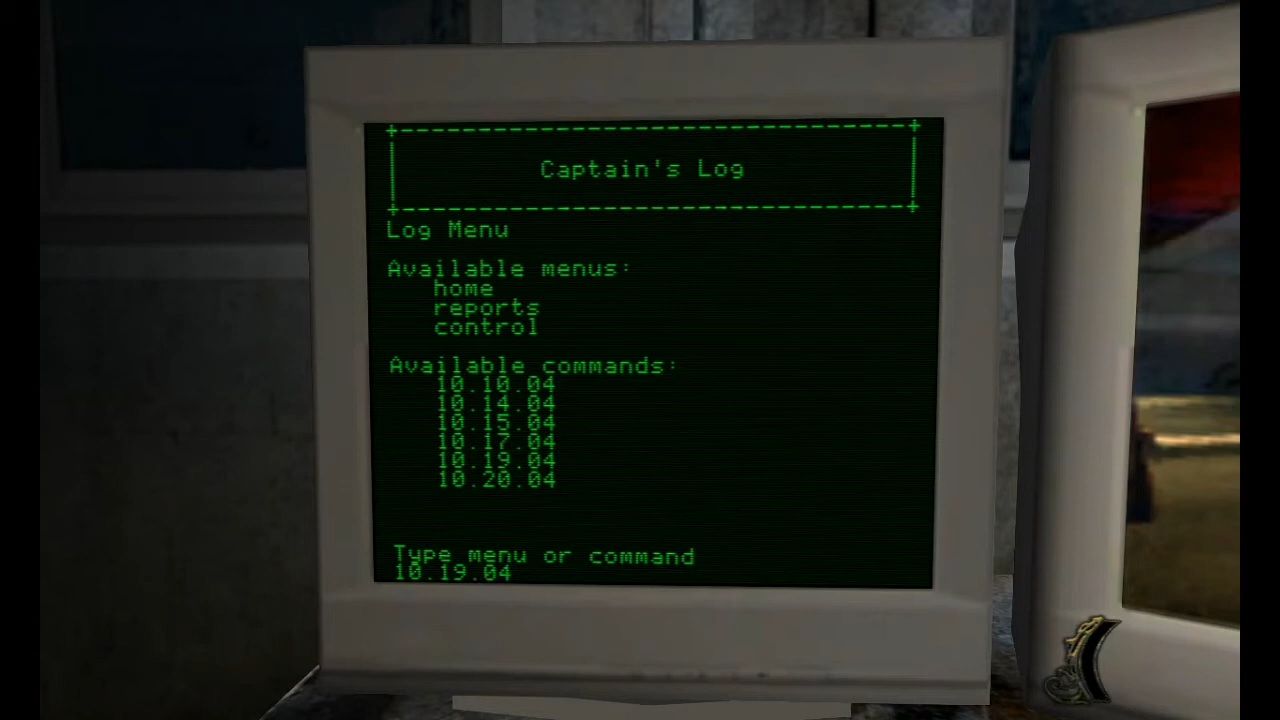 Captain's Log
Log Menu
Available menus:
home
reports
control
Available commands:
10.10.04
10.14.04
10.15.04
10.17.04
10.19.04
10.20.04
Type menu or command
10.19.04